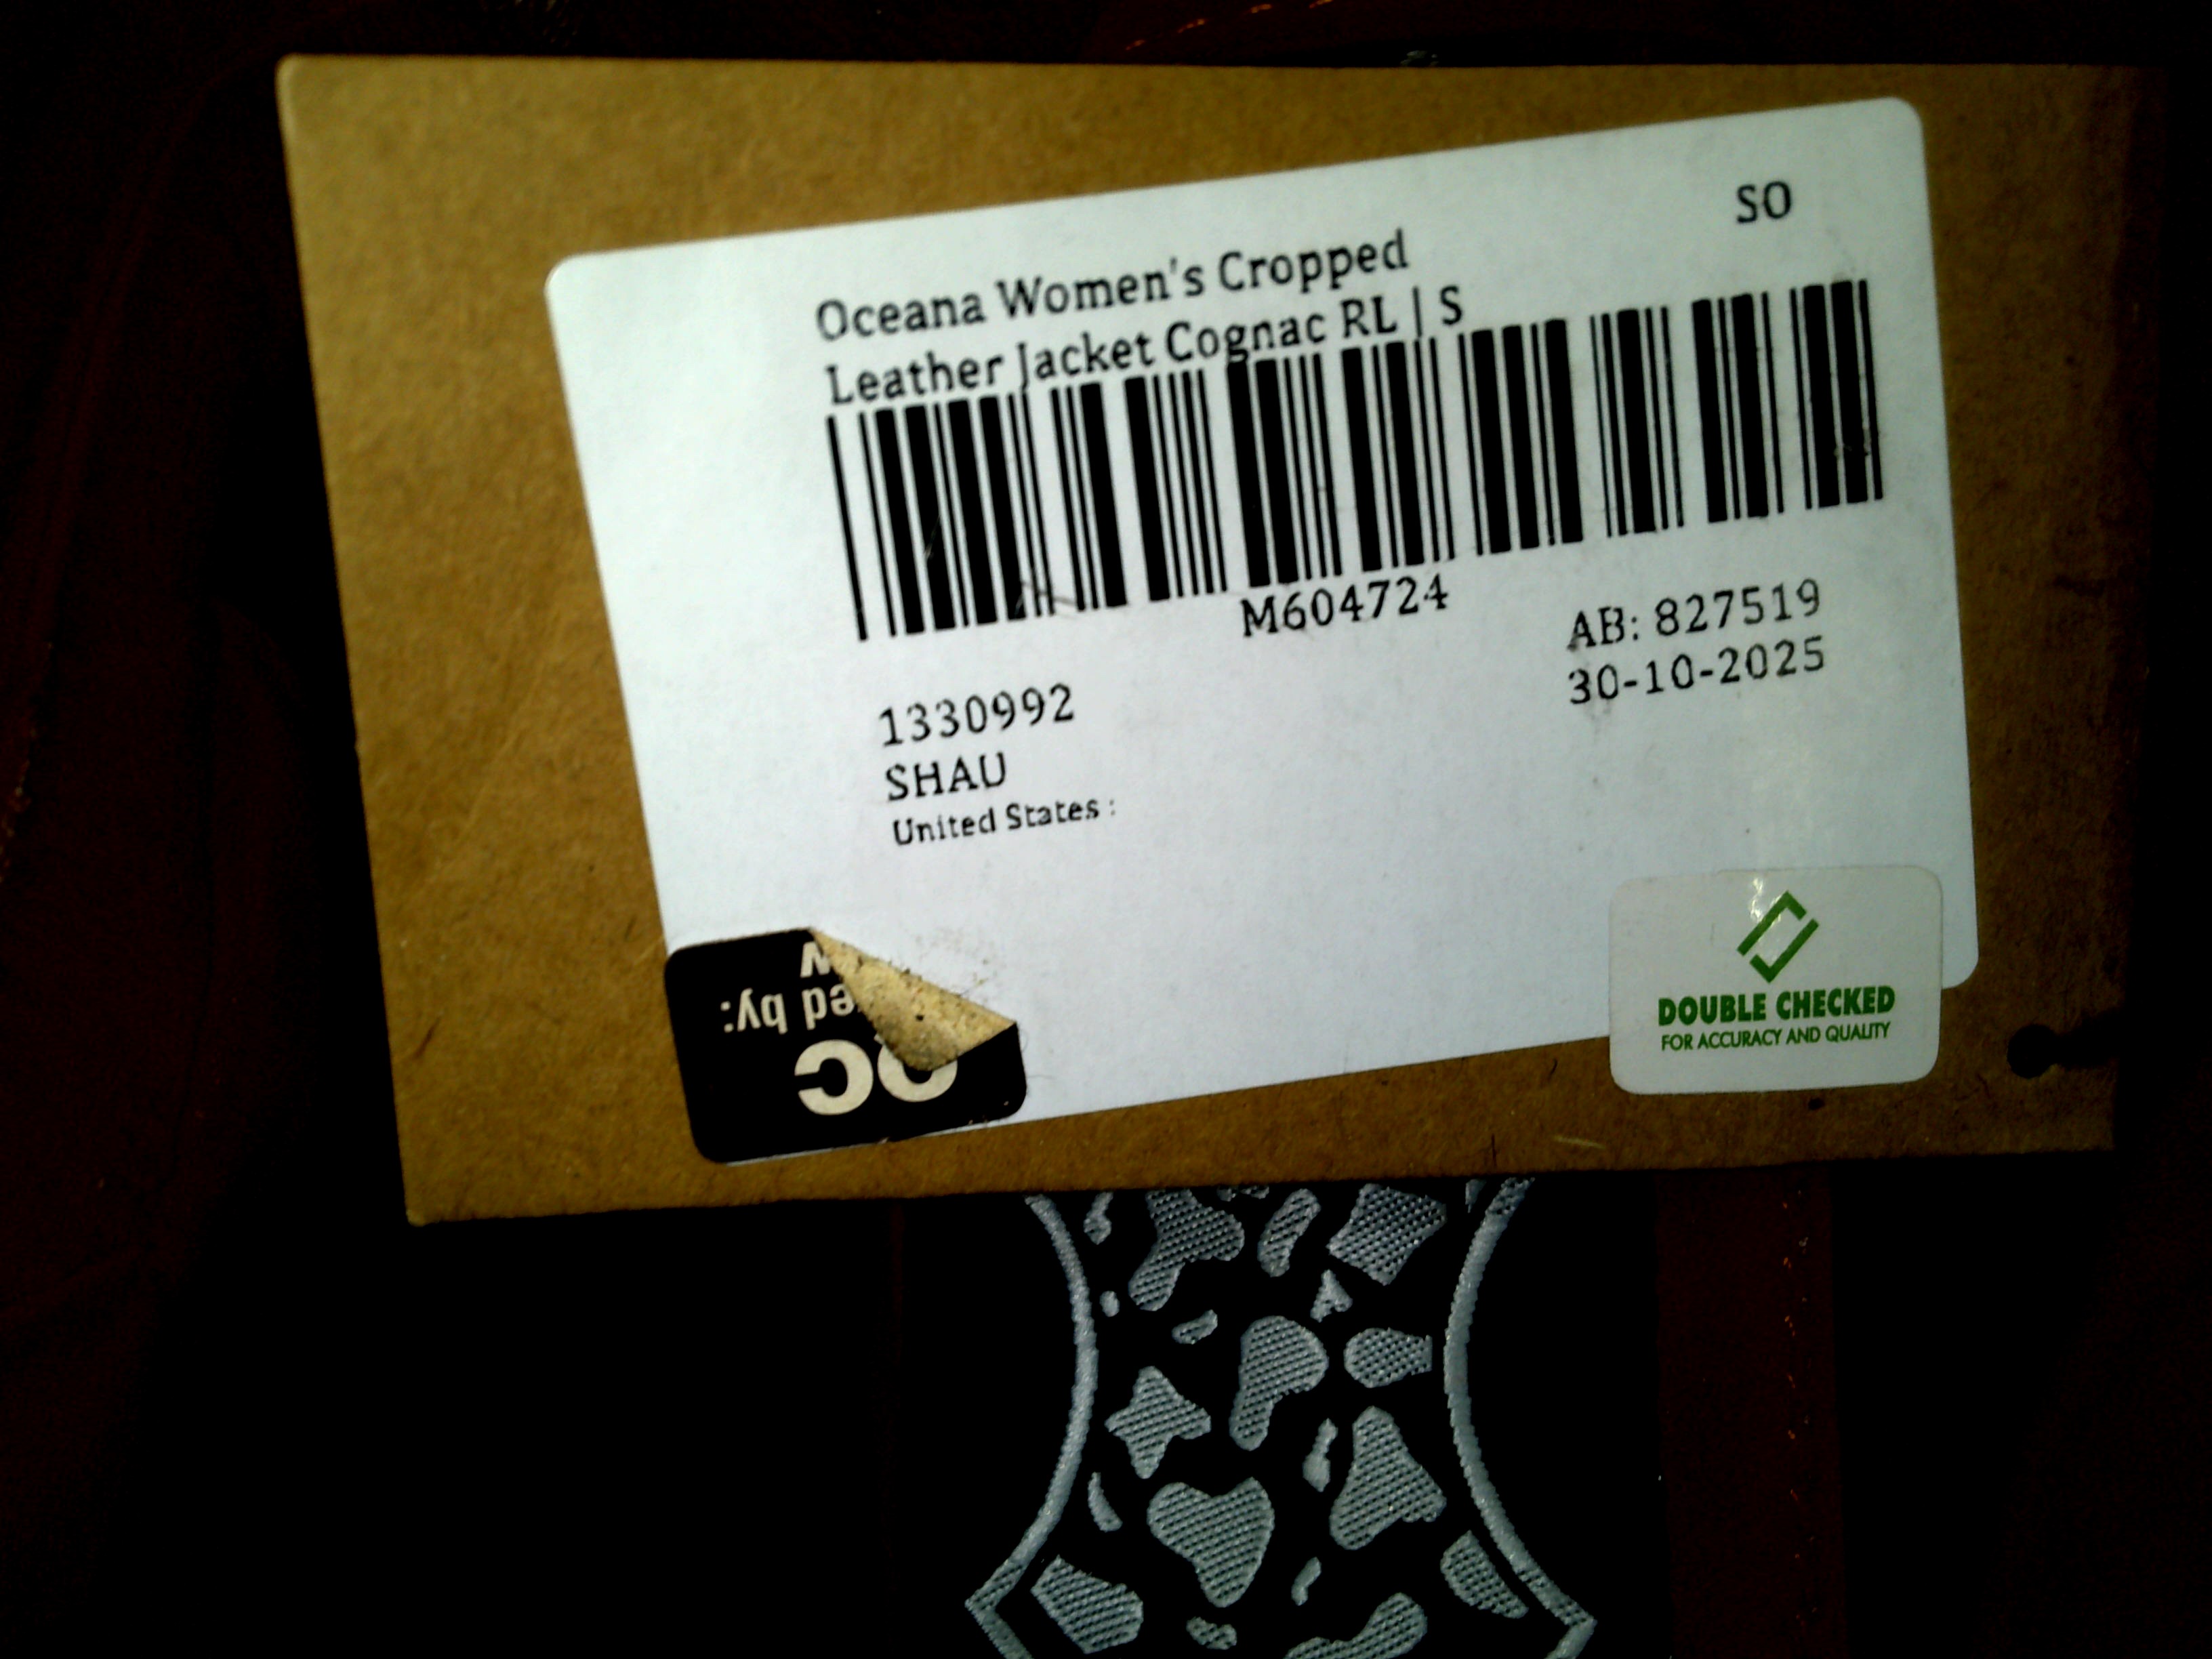 SO
Oceana Women's Cropped
Leather Jacket Cognac RL | S
M604724
AB: 827519
30-10-2025
1330992
SHAU
United States :
DOUBLE CHECKED
FOR ACCURACY AND QUALITY
QC
by: